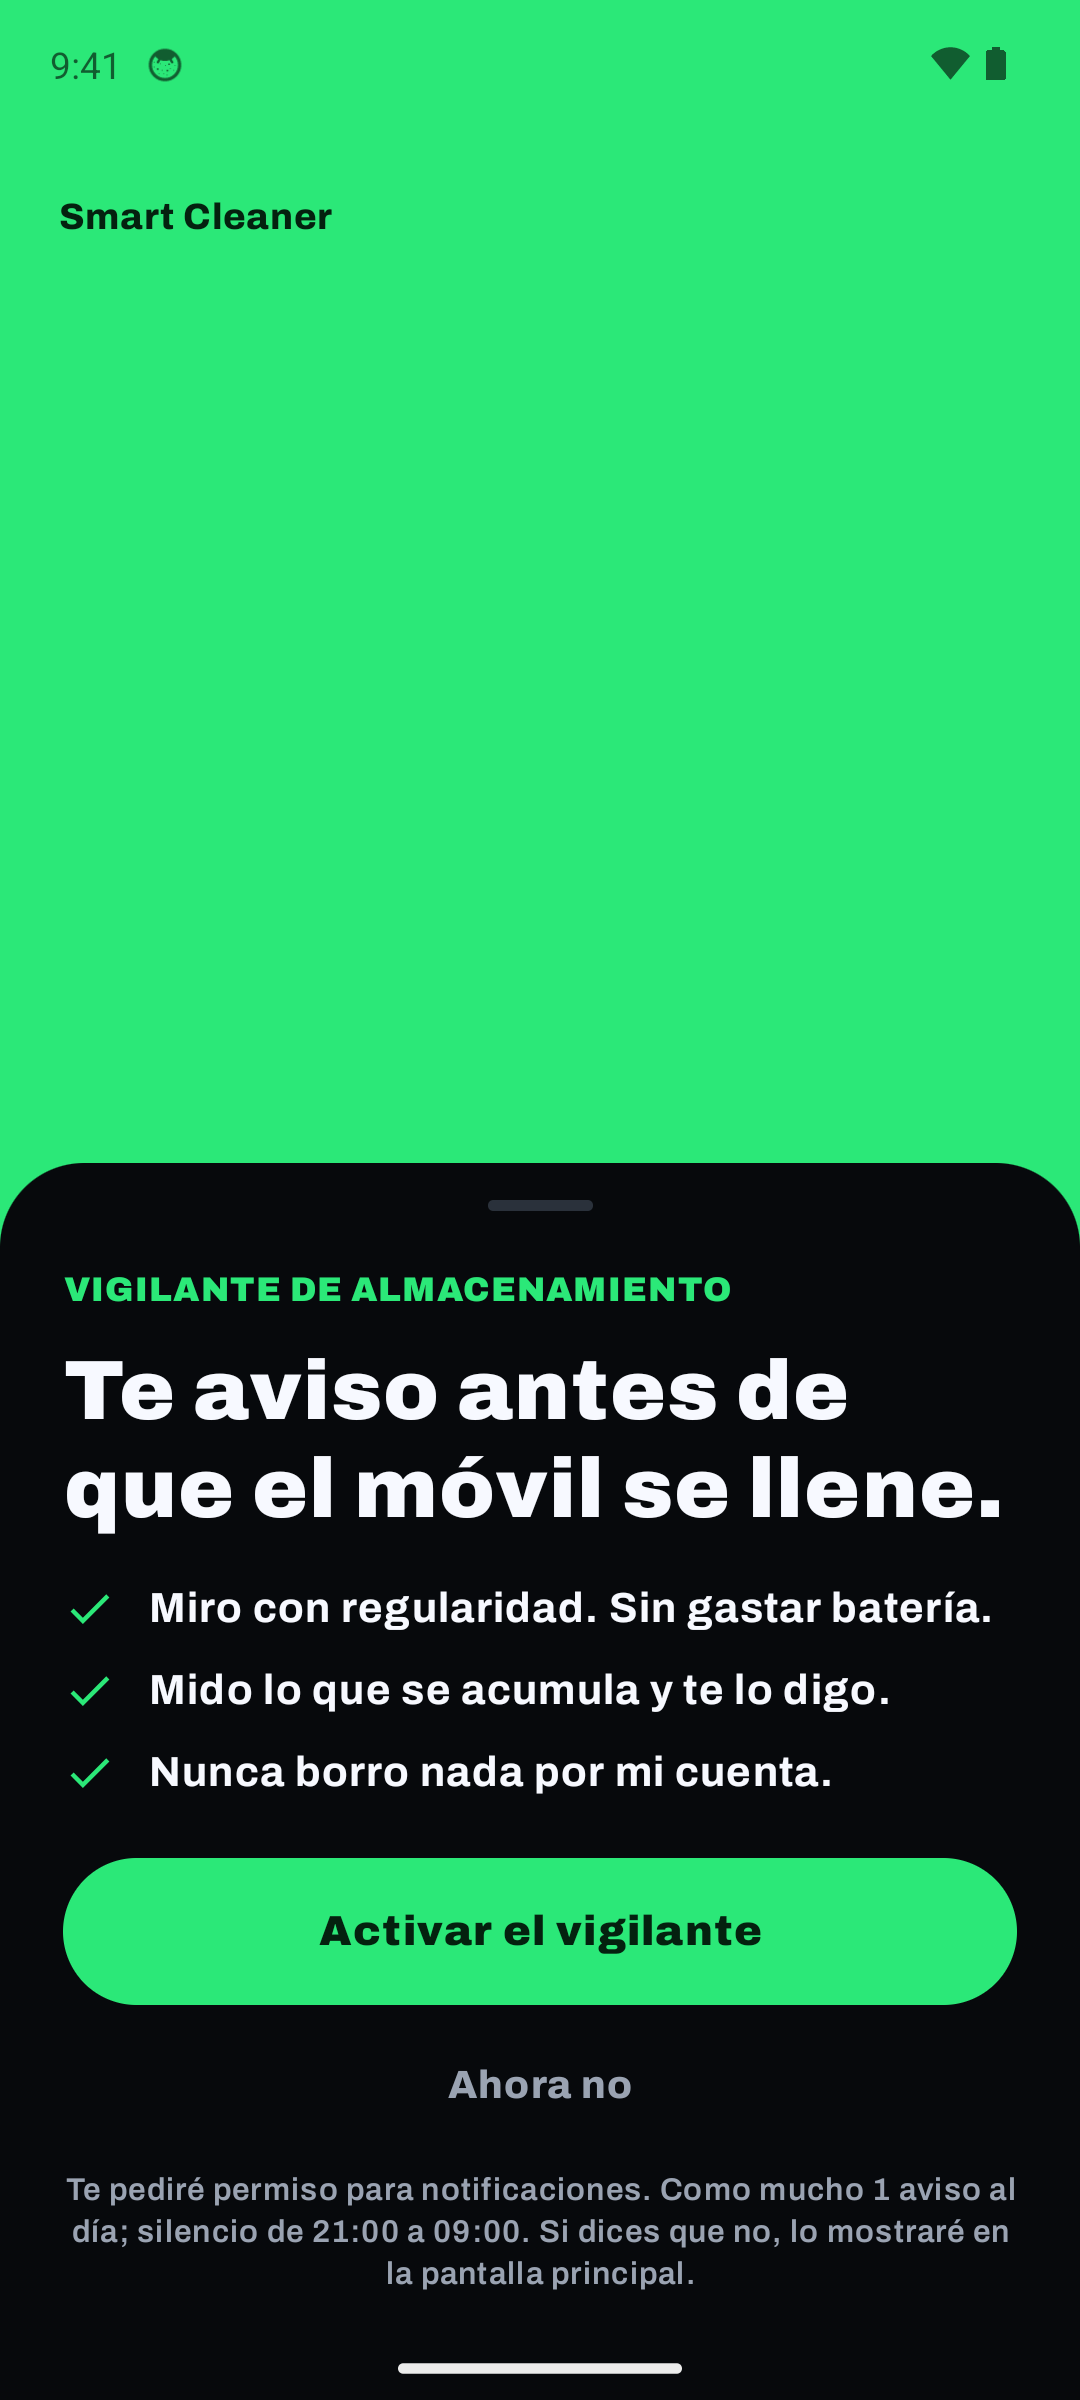 9:41
Smart Cleaner
VIGILANTE DE ALMACENAMIENTO
Te aviso antes de
que el móvil se llene.
Miro con regularidad. Sin gastar batería.
Mido lo que se acumula y te lo digo.
Nunca borro nada por mi cuenta.
Activar el vigilante
Ahora no
Te pediré permiso para notificaciones. Como mucho 1 aviso al
día; silencio de 21:00 a 09:00. Si dices que no, lo mostraré en
la pantalla principal.